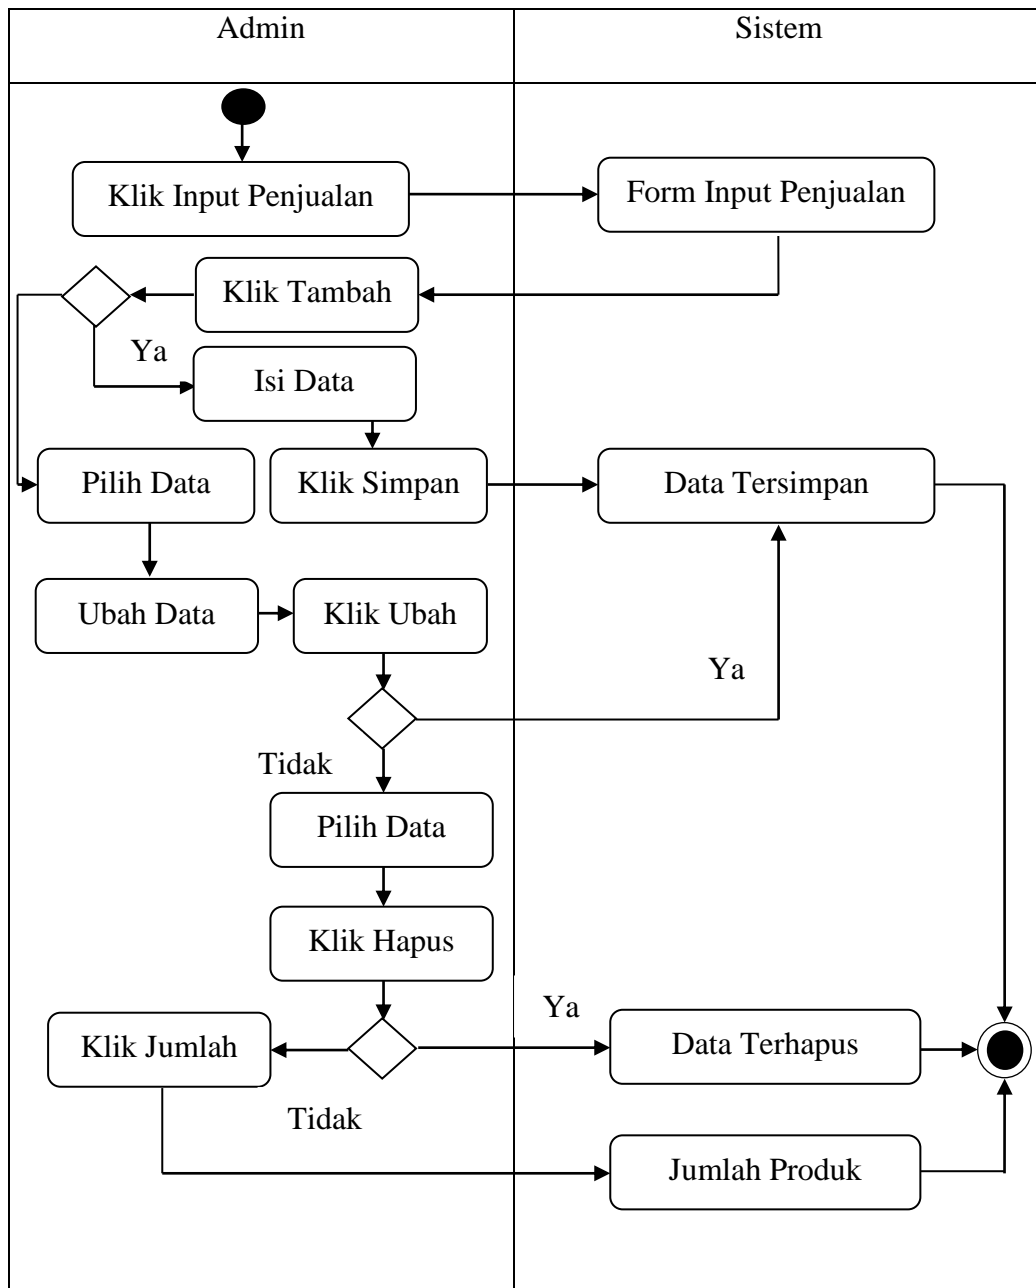 Admin
Sistem
Klik Input Penjualan
Form Input Penjualan
Klik Tambah
Ya
Isi Data
Pilih Data
Klik Simpan
Data Tersimpan
Ubah Data
Klik Ubah
Ya
Tidak
Pilih Data
Klik Hapus
Ya
Klik Jumlah
Data Terhapus
Tidak
Jumlah Produk